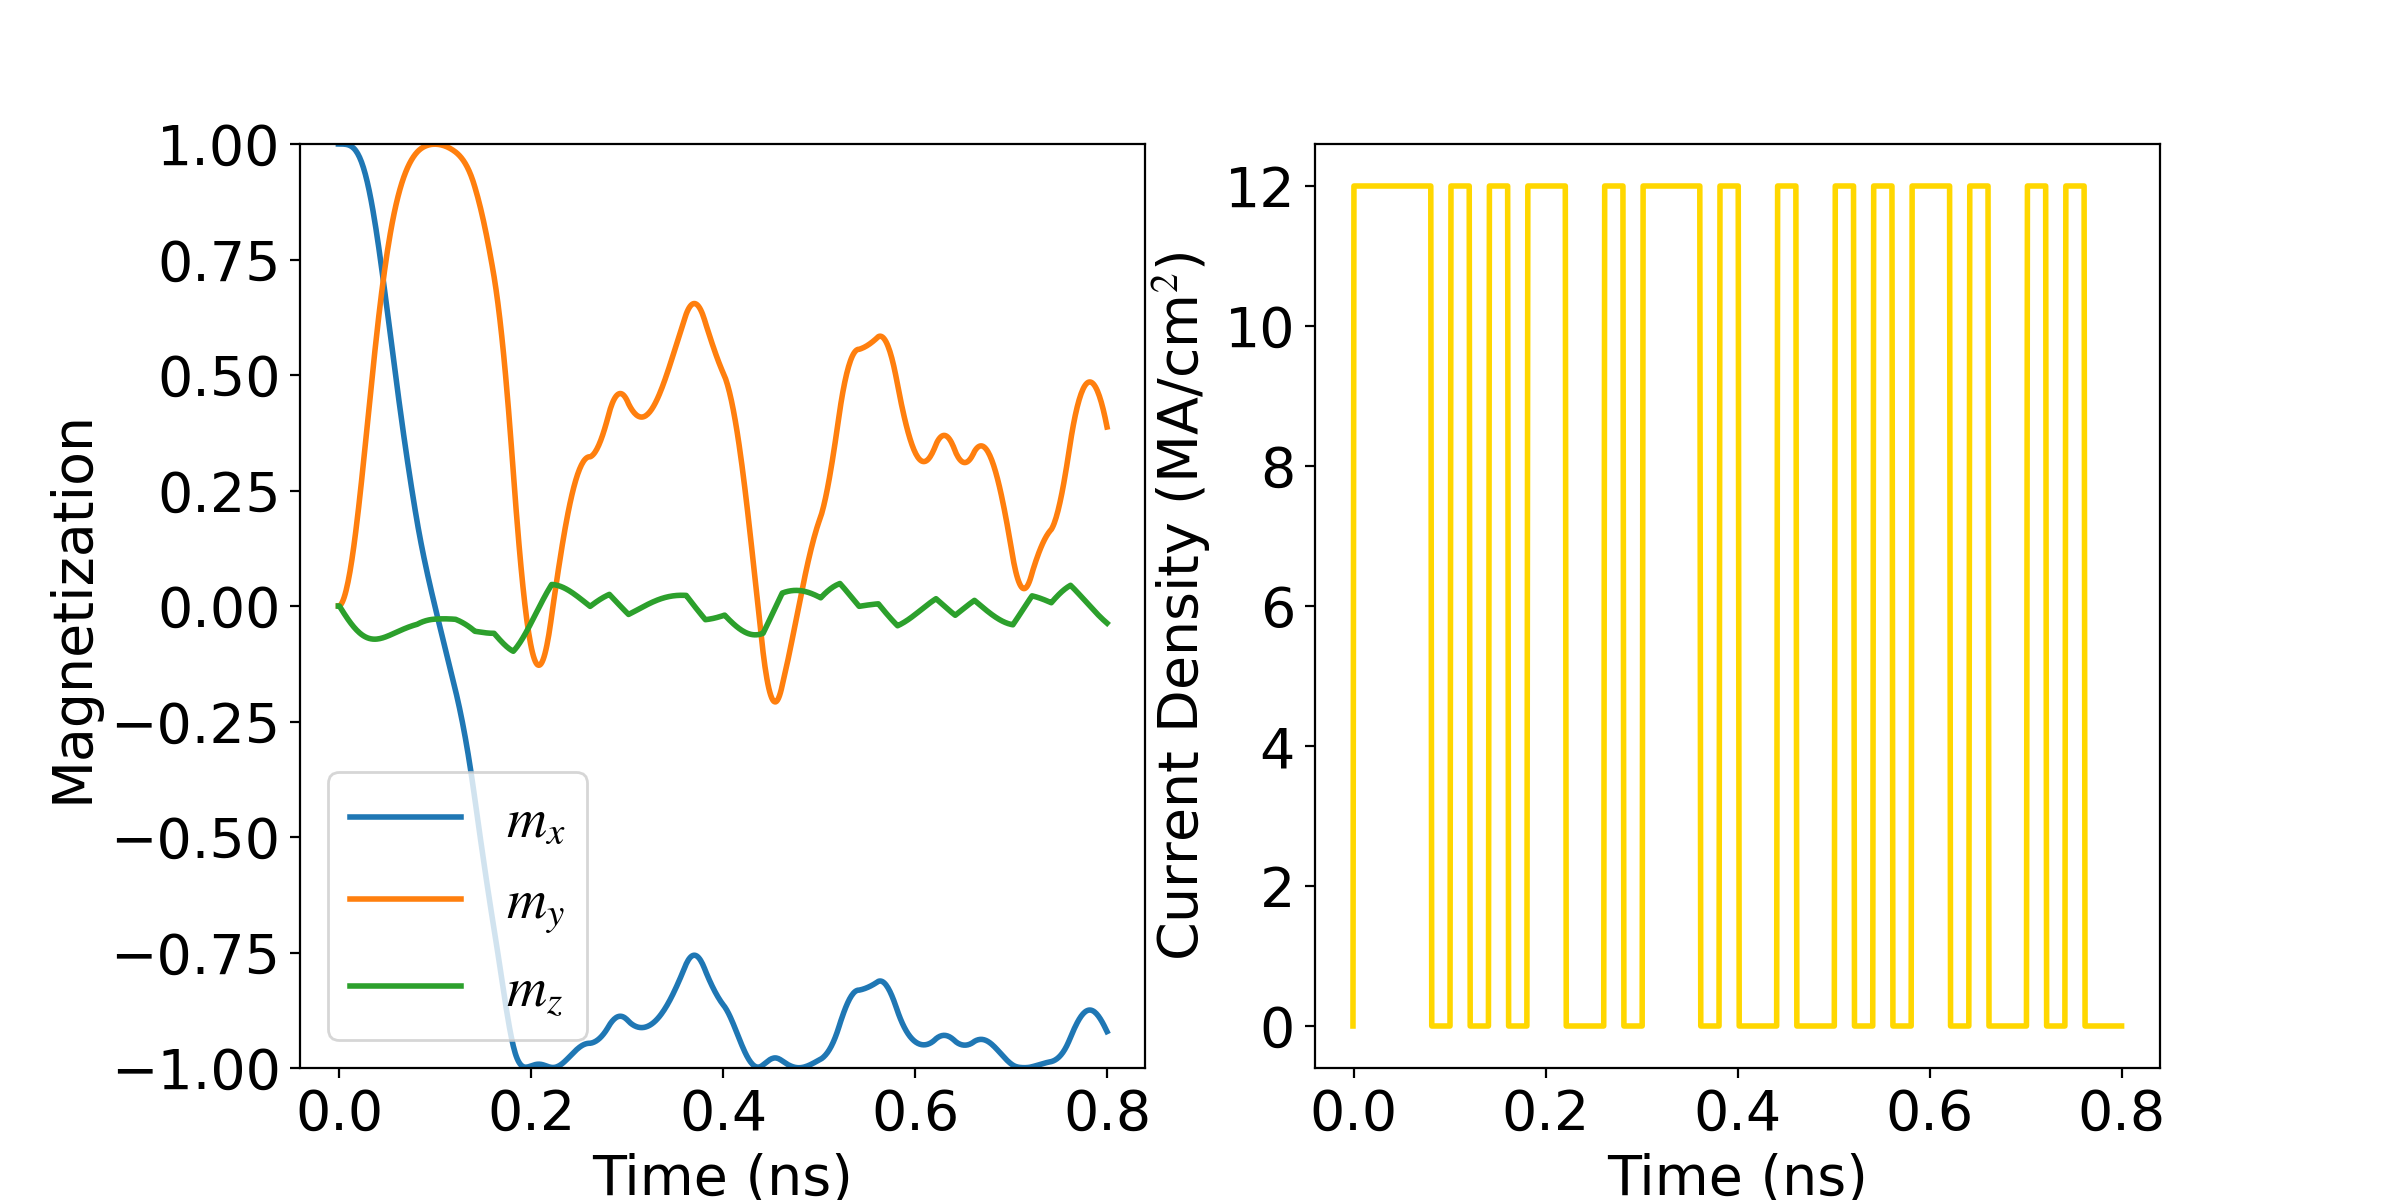 1.00
0.75
0.50
0.25
0.00
−0.25
−0.50
−0.75
−1.00
Magnetization
m_x
m_y
m_z
0.0 0.2 0.4 0.6 0.8
Time (ns)
12
10
8
6
4
2
0
Current Density (MA/cm²)
0.0 0.2 0.4 0.6 0.8
Time (ns)